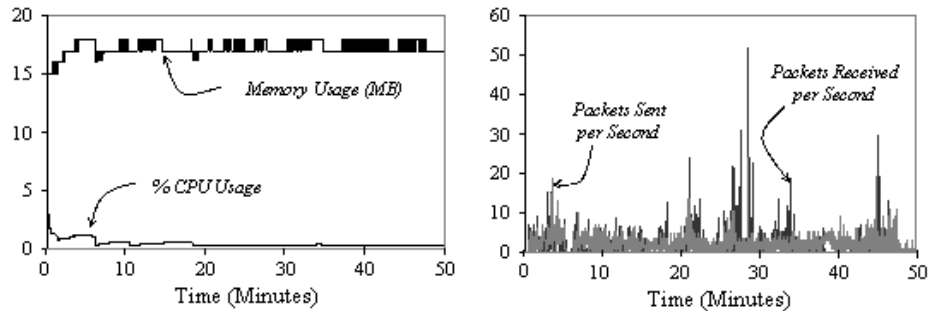 20
15
10
5
0
Memory Usage (MB)
% CPU Usage
0 10 20 30 40 50
Time (Minutes)
60
50
40
30
20
10
0
Packets Sent
per Second
Packets Received
per Second
0 10 20 30 40 50
Time (Minutes)